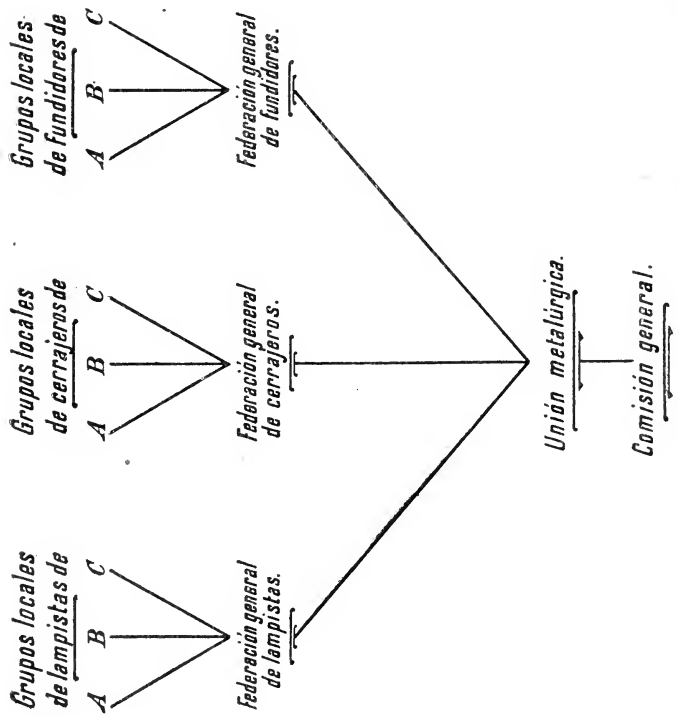 Grupos locales
de lampistas de
A B C
Federación general
de lampistas.
Grupos locales
de cerrajeros de
A B C
Federación general
de cerrajeros.
Grupos locales
de fundidores de
A B C
Federación general
de fundidores.
Unión metalúrgica.
Comisión general.